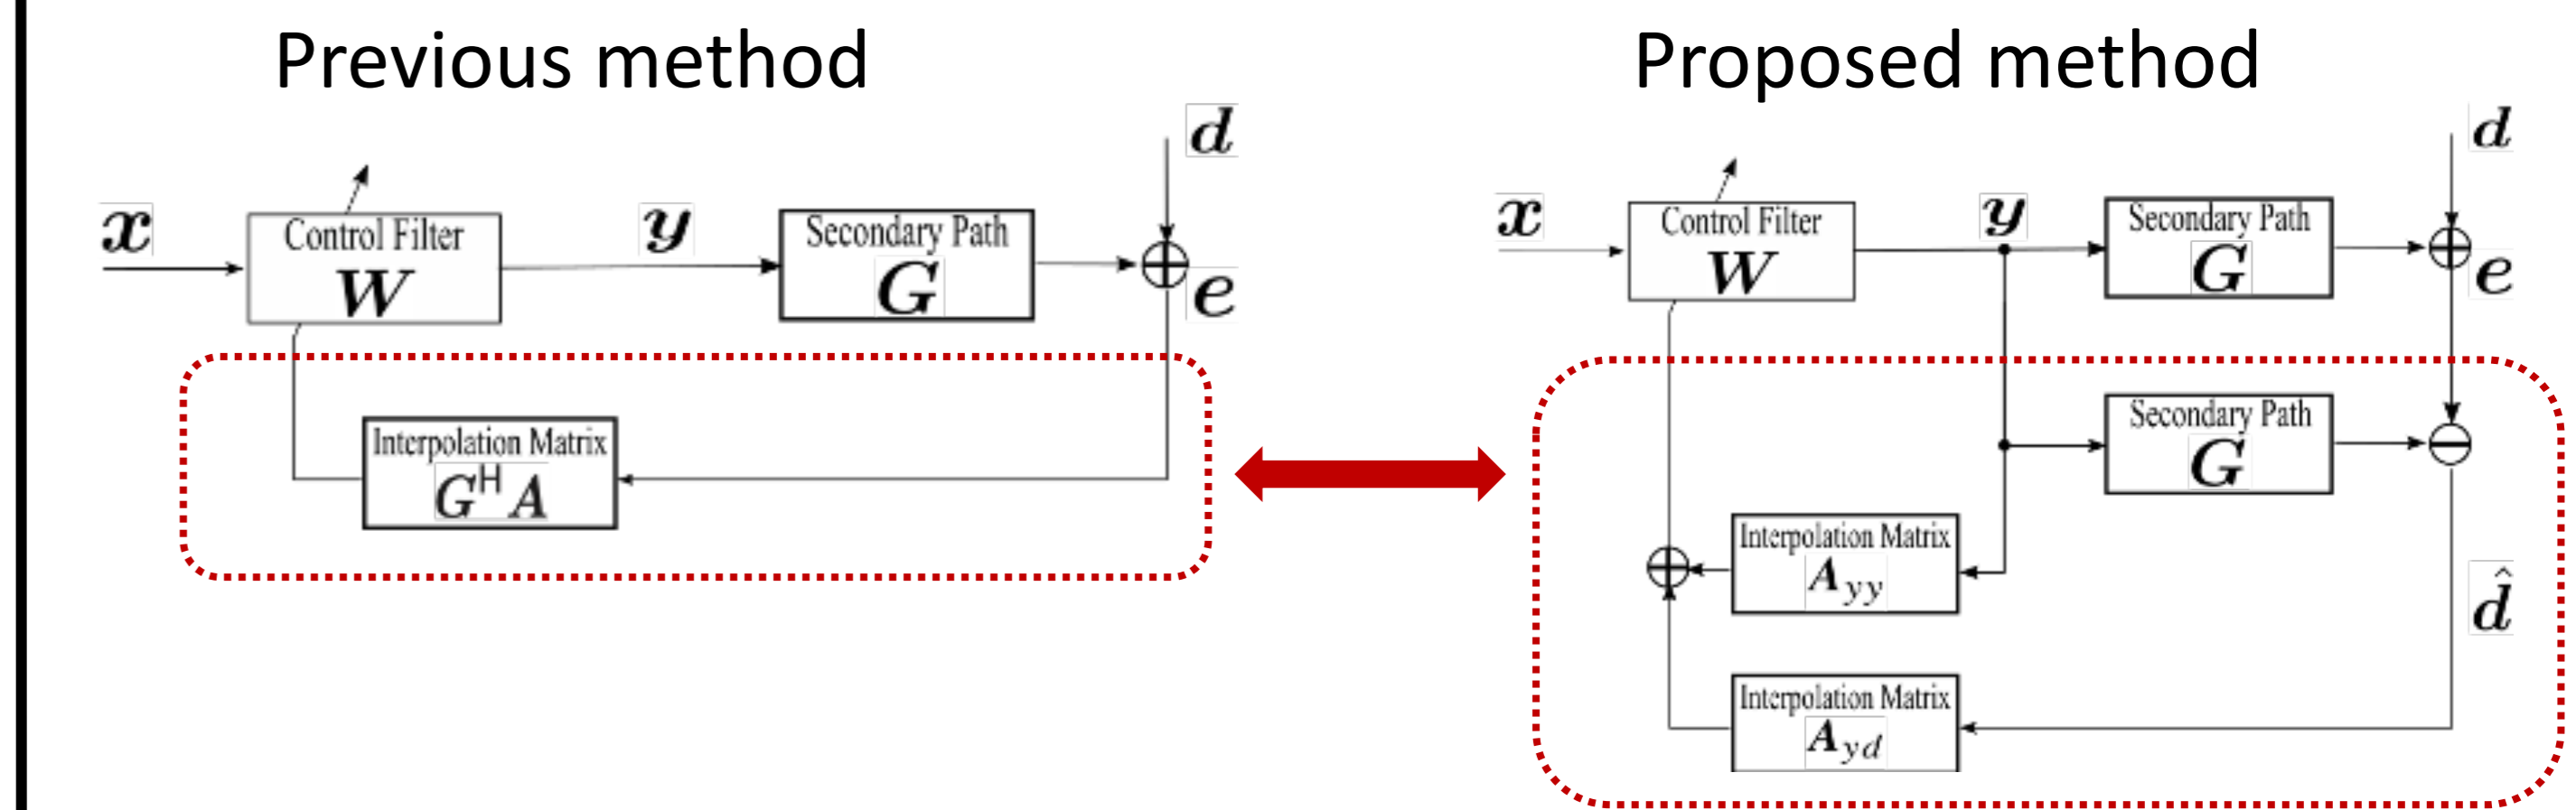 Previous method
d
x
Control Filter
W
y
Secondary Path
G
e
Interpolation Matrix
GᴴA
Proposed method
d
x
Control Filter
W
y
Secondary Path
G
e
Secondary Path
G
Interpolation Matrix
A_yy
d̂
Interpolation Matrix
A_yd